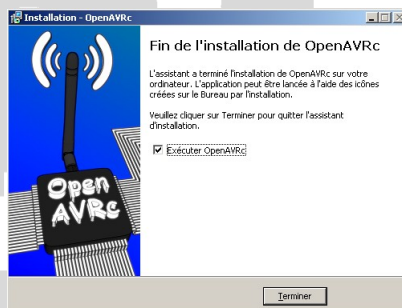 Installation - OpenAVRc
Fin de l'installation de OpenAVRc
L'assistant a terminé l'installation de OpenAVRc sur votre
ordinateur. L'application peut être lancée à l'aide des icônes
créées sur le Bureau par l'installation.
Veuillez cliquer sur Terminer pour quitter l'assistant
d'installation.
Exécuter OpenAVRc
Open
AVRc
Terminer